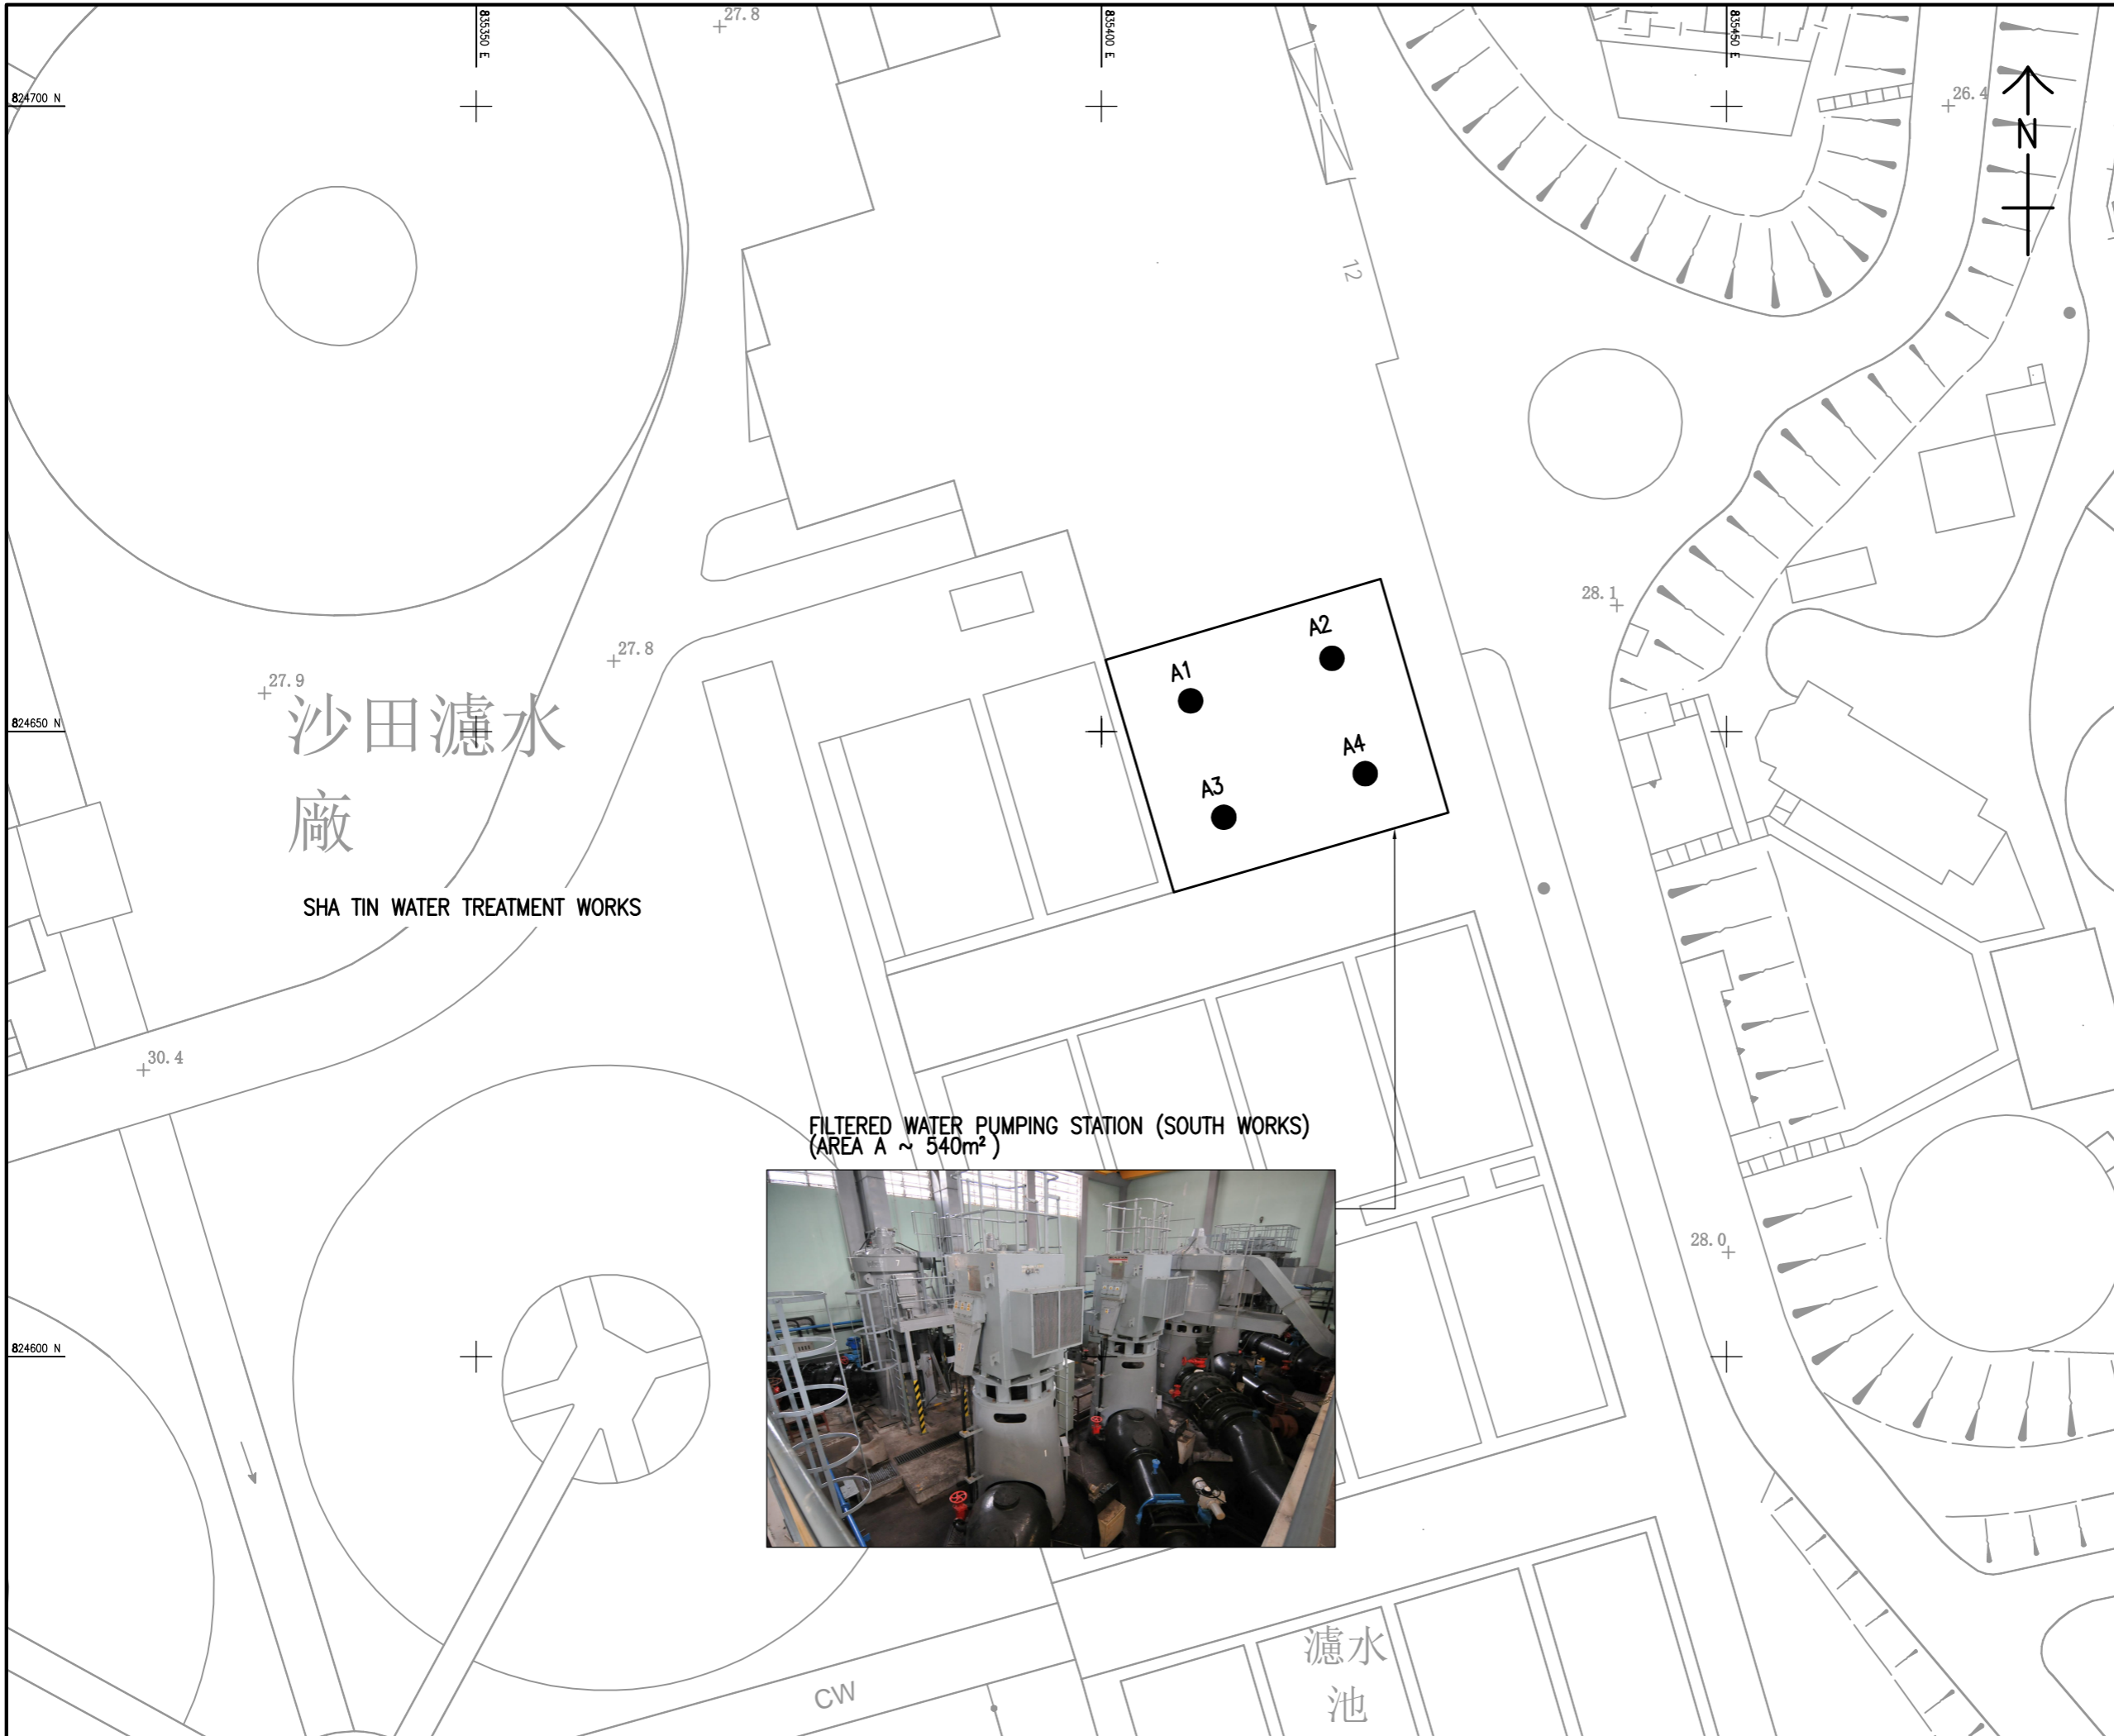 27.8
835350 E
835400 E
835450 E
824700 N
26.4
N
12
28.1
27.8
27.9
A1
A2
A3
A4
824650 N
沙田濾水
廠
SHA TIN WATER TREATMENT WORKS
30.4
FILTERED WATER PUMPING STATION (SOUTH WORKS)
(AREA A ~ 540m²)
28.0
824600 N
濾水
池
CW